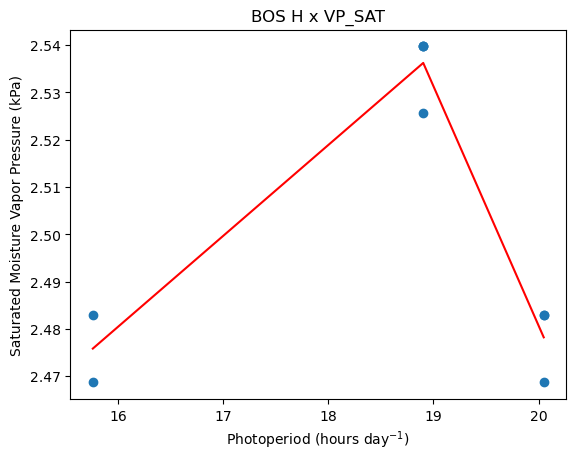 BOS H x VP_SAT
Saturated Moisture Vapor Pressure (kPa)
2.54
2.53
2.52
2.51
2.50
2.49
2.48
2.47
16 17 18 19 20
Photoperiod (hours day⁻¹)